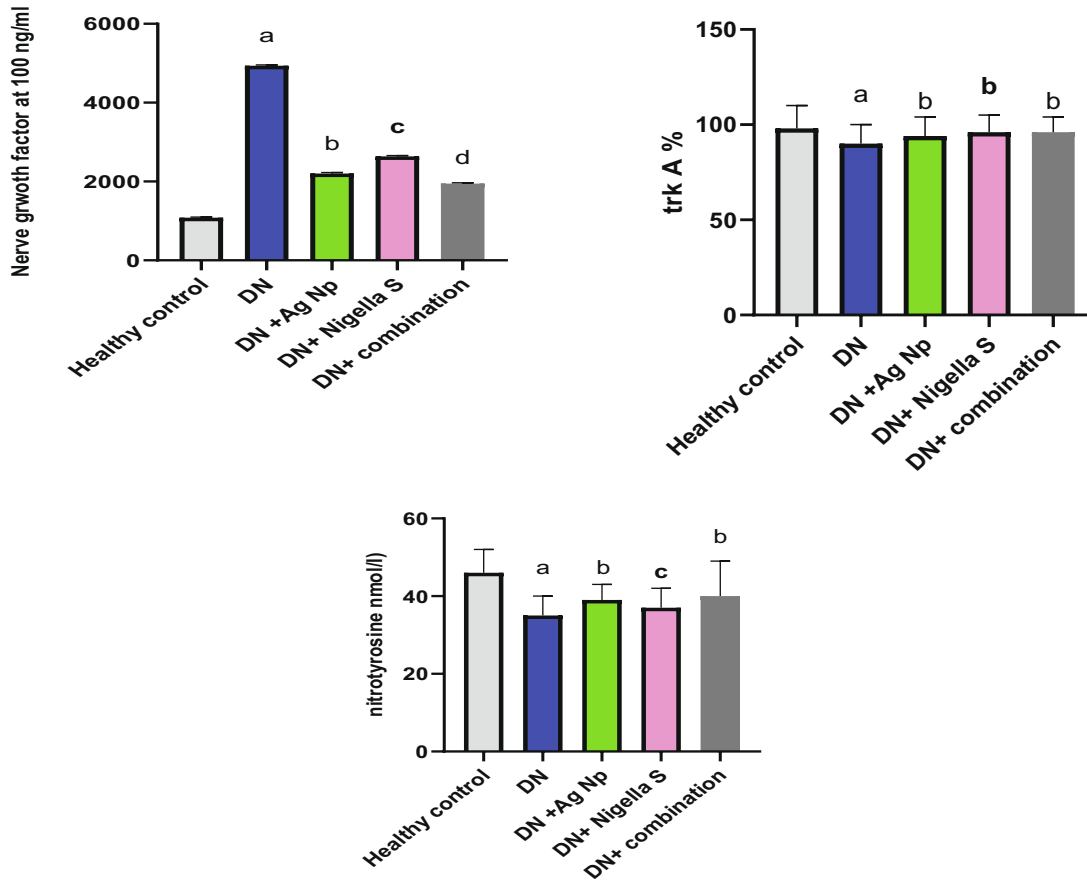 Nerve grwoth factor at 100 ng/ml
6000
4000
2000
0
a
b
c
d
Healthy control
DN
DN +Ag Np
DN+ Nigella S
DN+ combination
trk A %
150
100
50
0
a
b
b
b
Healthy control
DN
DN +Ag Np
DN+ Nigella S
DN+ combination
nitrotyrosine nmol/l)
60
40
20
0
a
b
c
b
Healthy control
DN
DN +Ag Np
DN+ Nigella S
DN+ combination